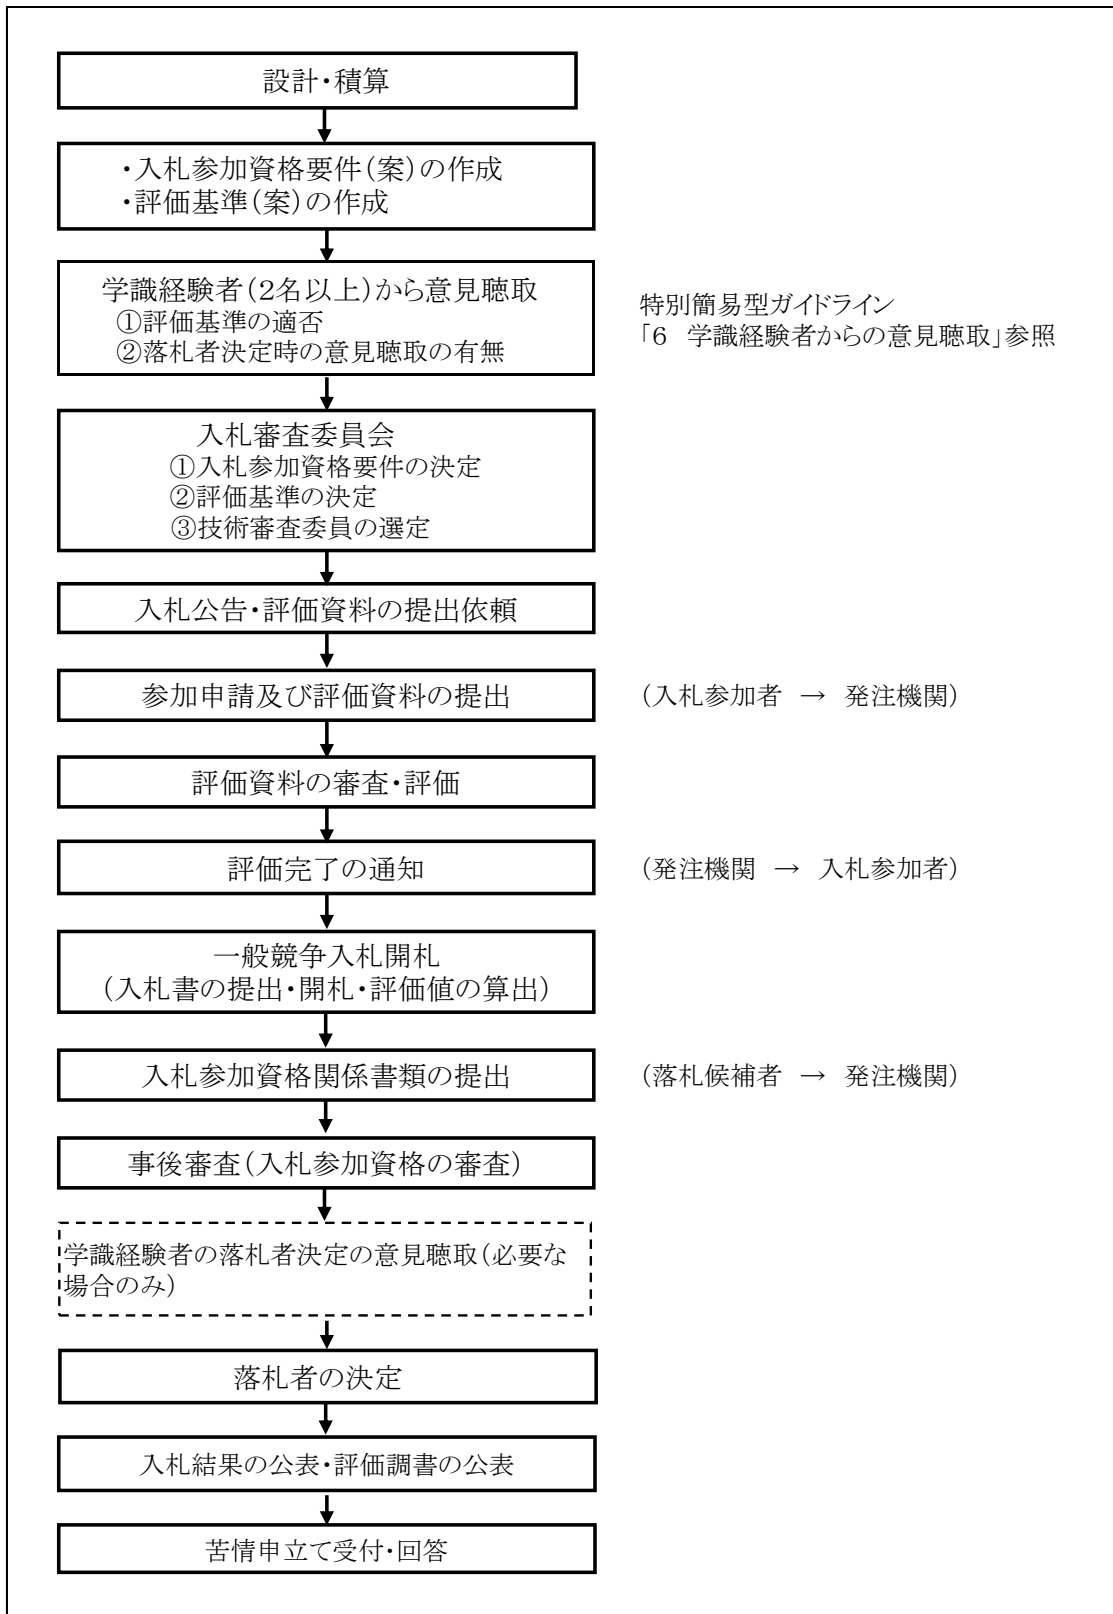 設計・積算
・入札参加資格要件（案）の作成
・評価基準（案）の作成
学識経験者（２名以上）から意見聴取
①評価基準の適否
②落札者決定時の意見聴取の有無
特別簡易型ガイドライン
「６　学識経験者からの意見聴取」参照
入札審査委員会
①入札参加資格要件の決定
②評価基準の決定
③技術審査委員の選定
入札公告・評価資料の提出依頼
参加申請及び評価資料の提出
（入札参加者　→　発注機関）
評価資料の審査・評価
評価完了の通知
（発注機関　→　入札参加者）
一般競争入札開札
（入札書の提出・開札・評価値の算出）
入札参加資格関係書類の提出
（落札候補者　→　発注機関）
事後審査（入札参加資格の審査）
学識経験者の落札者決定の意見聴取（必要な
場合のみ）
落札者の決定
入札結果の公表・評価調書の公表
苦情申立て受付・回答